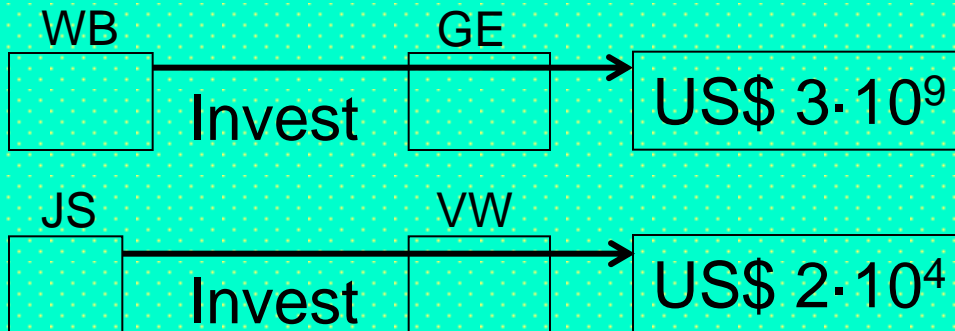 WB GE
Invest US$ 3·10⁹
JS VW
Invest US$ 2·10⁴